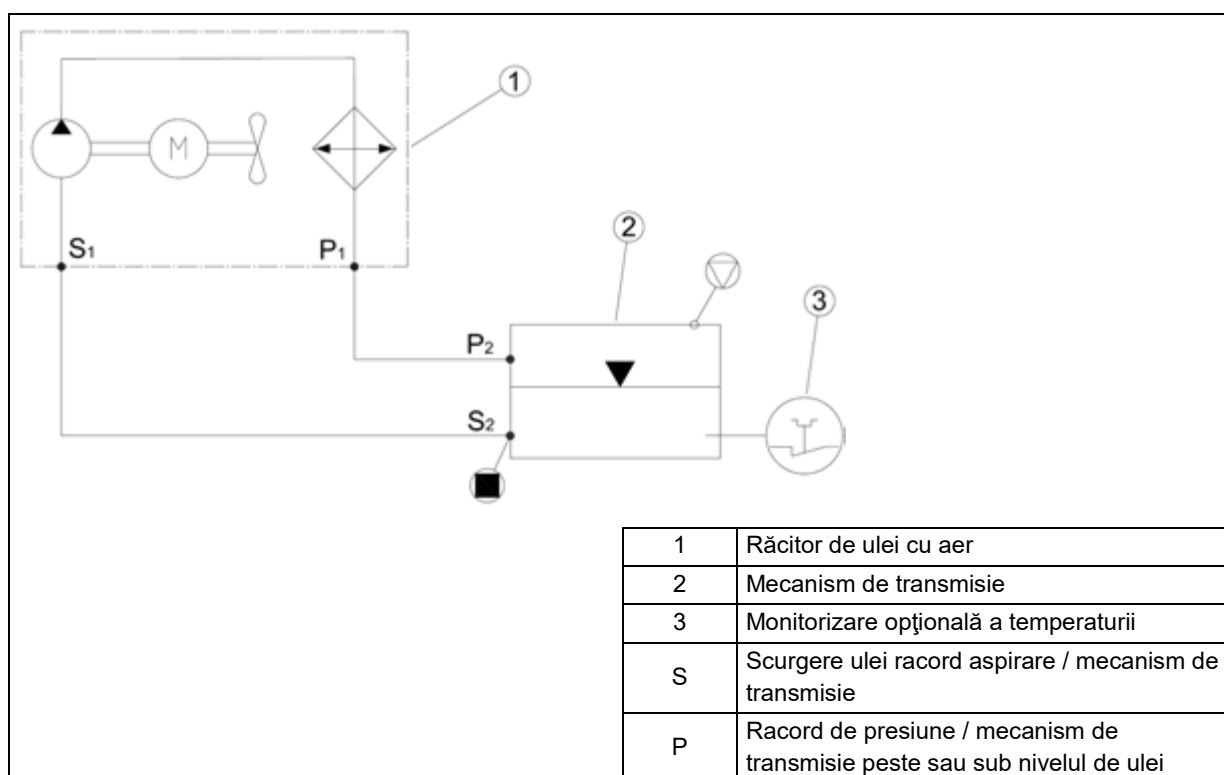 1
M
S1
P1
2
3
P2
S2
1 Răcitor de ulei cu aer
2 Mecanism de transmisie
3 Monitorizare opţională a temperaturii
S Scurgere ulei racord aspirare / mecanism de
transmisie
P Racord de presiune / mecanism de
transmisie peste sau sub nivelul de ulei